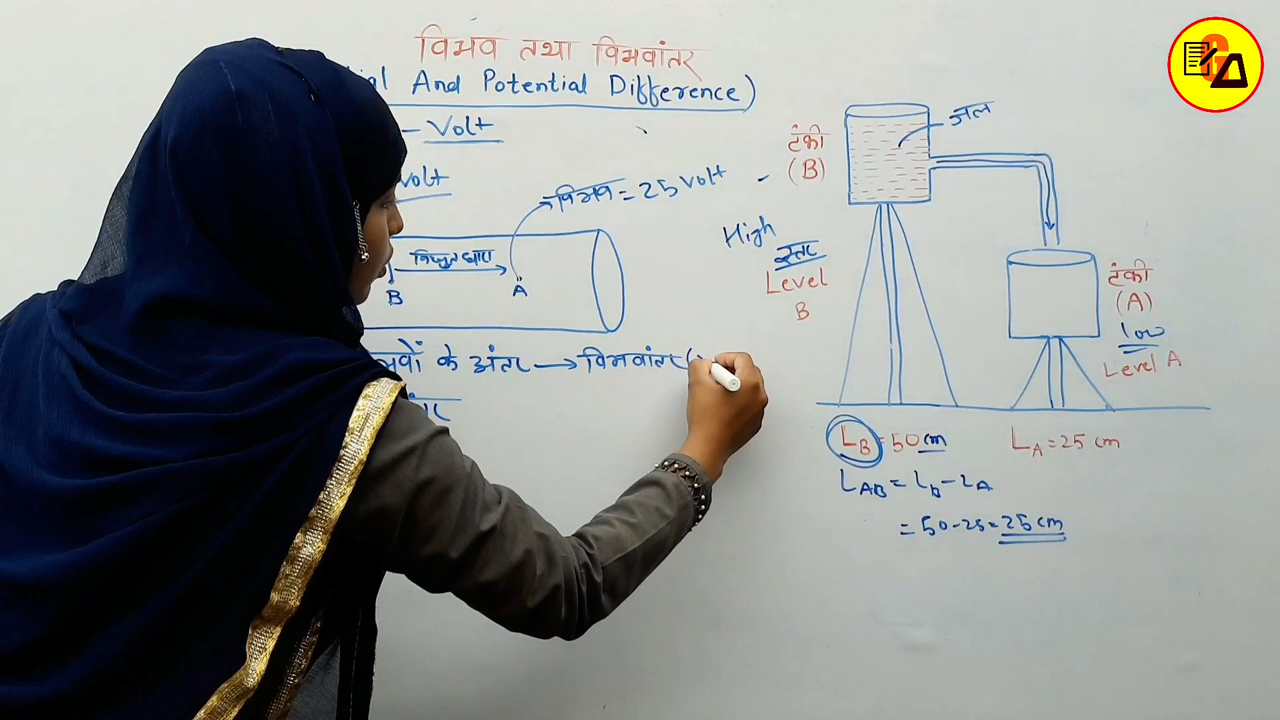 विभव तथा विभवांतर
And Potential Difference)
- Volt
volt
विभव = 25 Volt
विद्युत धारा
B
A
के अंतर → विभवांतर (
जल
टंकी
(B)
High
स्तर
Level
B
टंकी
(A)
low
Level A
L_B = 50 cm
L_A = 25 cm
L_AB = L_b - L_A
= 50 - 25 = 25 cm